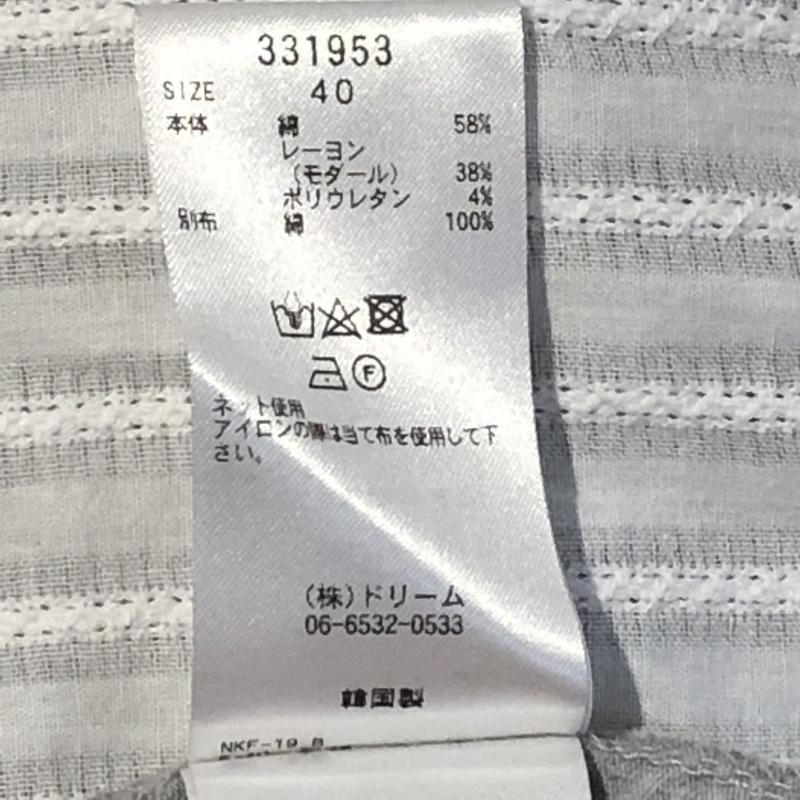 331953
SIZE 40
本体 綿 58%
レーヨン
(モダール) 38%
ポリウレタン 4%
別布 綿 100%
F
ネット使用
アイロンの際は当て布を使用して下
さい。
(株)ドリーム
06-6532-0533
韓国製